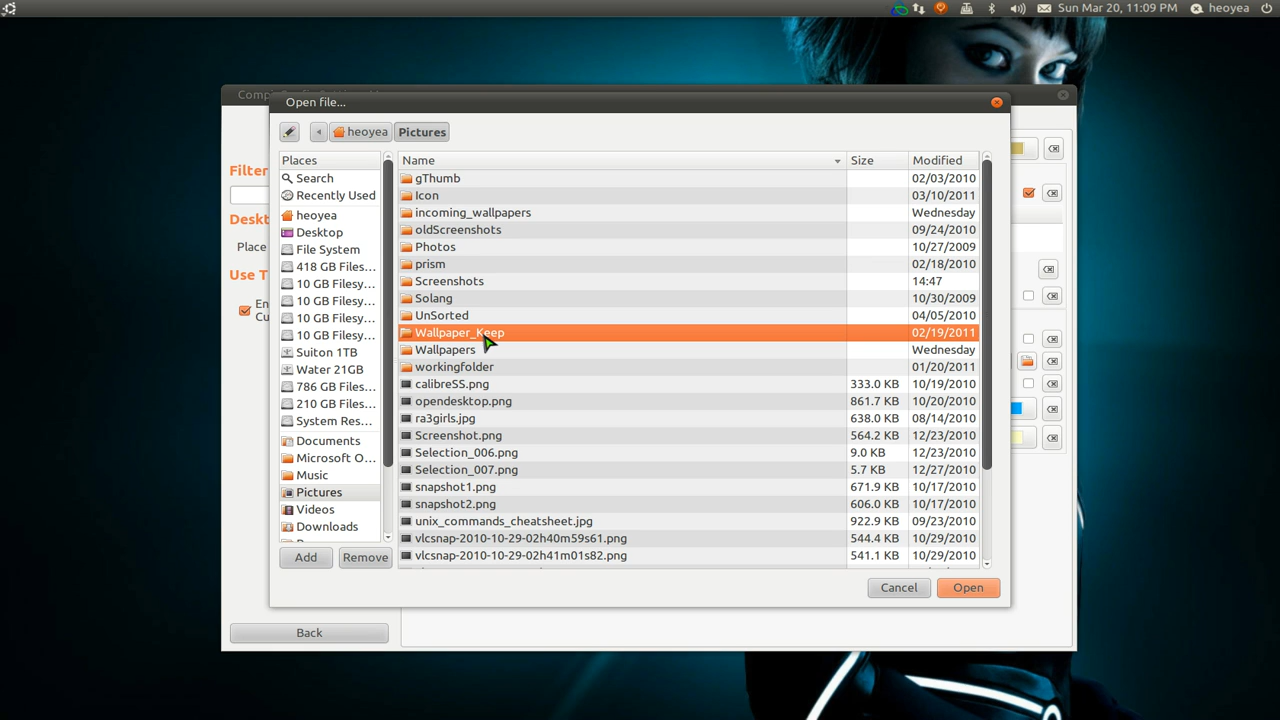 Sun Mar 20, 11:09 PM heoyea
Open file...
heoyea Pictures
Places
Search
Recently Used
heoyea
Desktop
File System
418 GB Files...
10 GB Filesy...
10 GB Filesy...
10 GB Filesy...
10 GB Filesy...
Suiton 1TB
Water 21GB
786 GB Files...
210 GB Files...
System Res...
Documents
Microsoft O...
Music
Pictures
Videos
Downloads
Add Remove
Name Size Modified
gThumb 02/03/2010
Icon 03/10/2011
incoming_wallpapers Wednesday
oldScreenshots 09/24/2010
Photos 10/27/2009
prism 02/18/2010
Screenshots 14:47
Solang 10/30/2009
UnSorted 04/05/2010
Wallpaper_Keep 02/19/2011
Wallpapers Wednesday
workingfolder 01/20/2011
calibreSS.png 333.0 KB 10/19/2010
opendesktop.png 861.7 KB 10/20/2010
ra3girls.jpg 638.0 KB 08/14/2010
Screenshot.png 564.2 KB 12/23/2010
Selection_006.png 9.0 KB 12/23/2010
Selection_007.png 5.7 KB 12/27/2010
snapshot1.png 671.9 KB 10/17/2010
snapshot2.png 606.0 KB 10/17/2010
unix_commands_cheatsheet.jpg 922.9 KB 09/23/2010
vlcsnap-2010-10-29-02h40m59s61.png 544.4 KB 10/29/2010
vlcsnap-2010-10-29-02h41m01s82.png 541.1 KB 10/29/2010
Cancel Open
Filter
Deskt
Place
Use T
En
Cu
Back